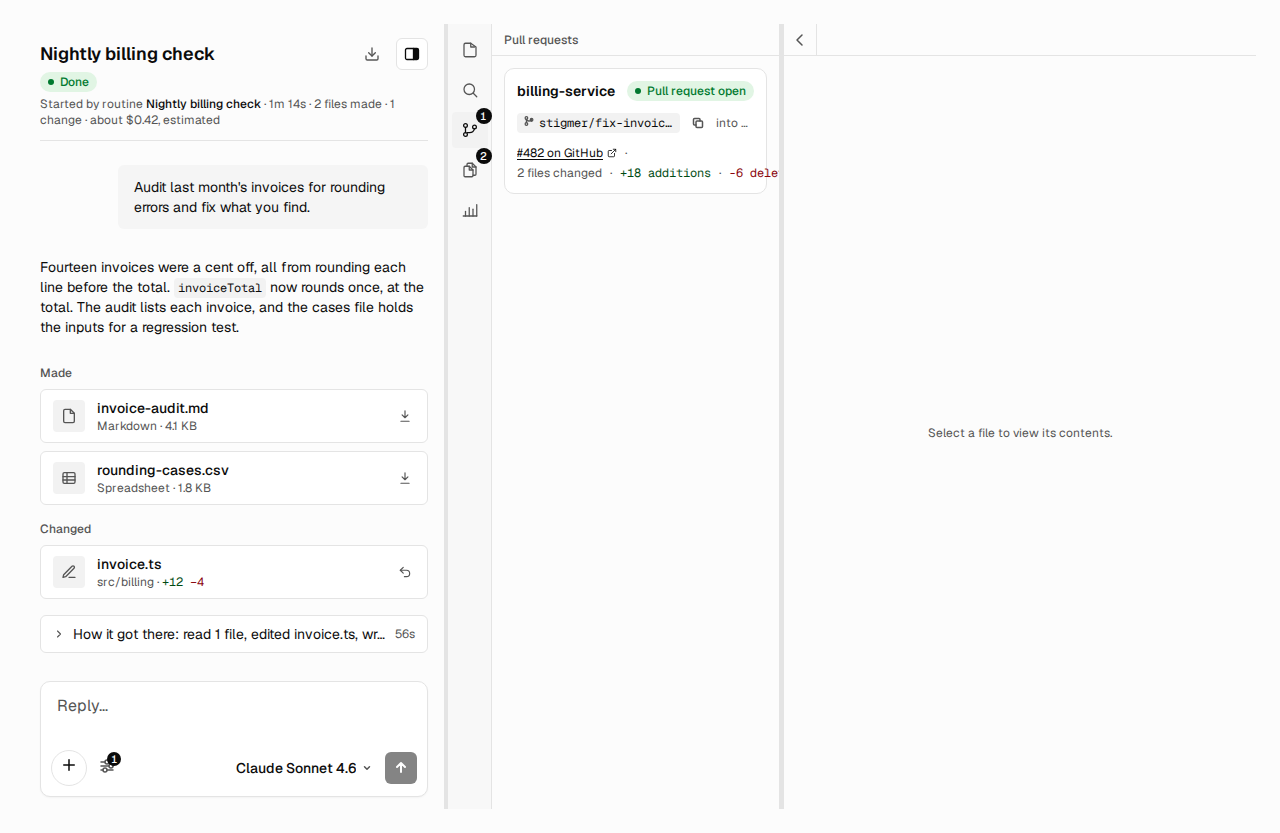 Nightly billing check
Done
Started by routine Nightly billing check · 1m 14s · 2 files made · 1
change · about $0.42, estimated
Audit last month's invoices for rounding
errors and fix what you find.
Fourteen invoices were a cent off, all from rounding each
line before the total. invoiceTotal now rounds once, at the
total. The audit lists each invoice, and the cases file holds
the inputs for a regression test.
Made
invoice-audit.md
Markdown · 4.1 KB
rounding-cases.csv
Spreadsheet · 1.8 KB
Changed
invoice.ts
src/billing · +12 −4
How it got there: read 1 file, edited invoice.ts, wr… 56s
Reply…
1
Claude Sonnet 4.6
1
2
Pull requests
billing-service
Pull request open
stigmer/fix-invoic… into …
#482 on GitHub ·
2 files changed · +18 additions · -6 dele
Select a file to view its contents.